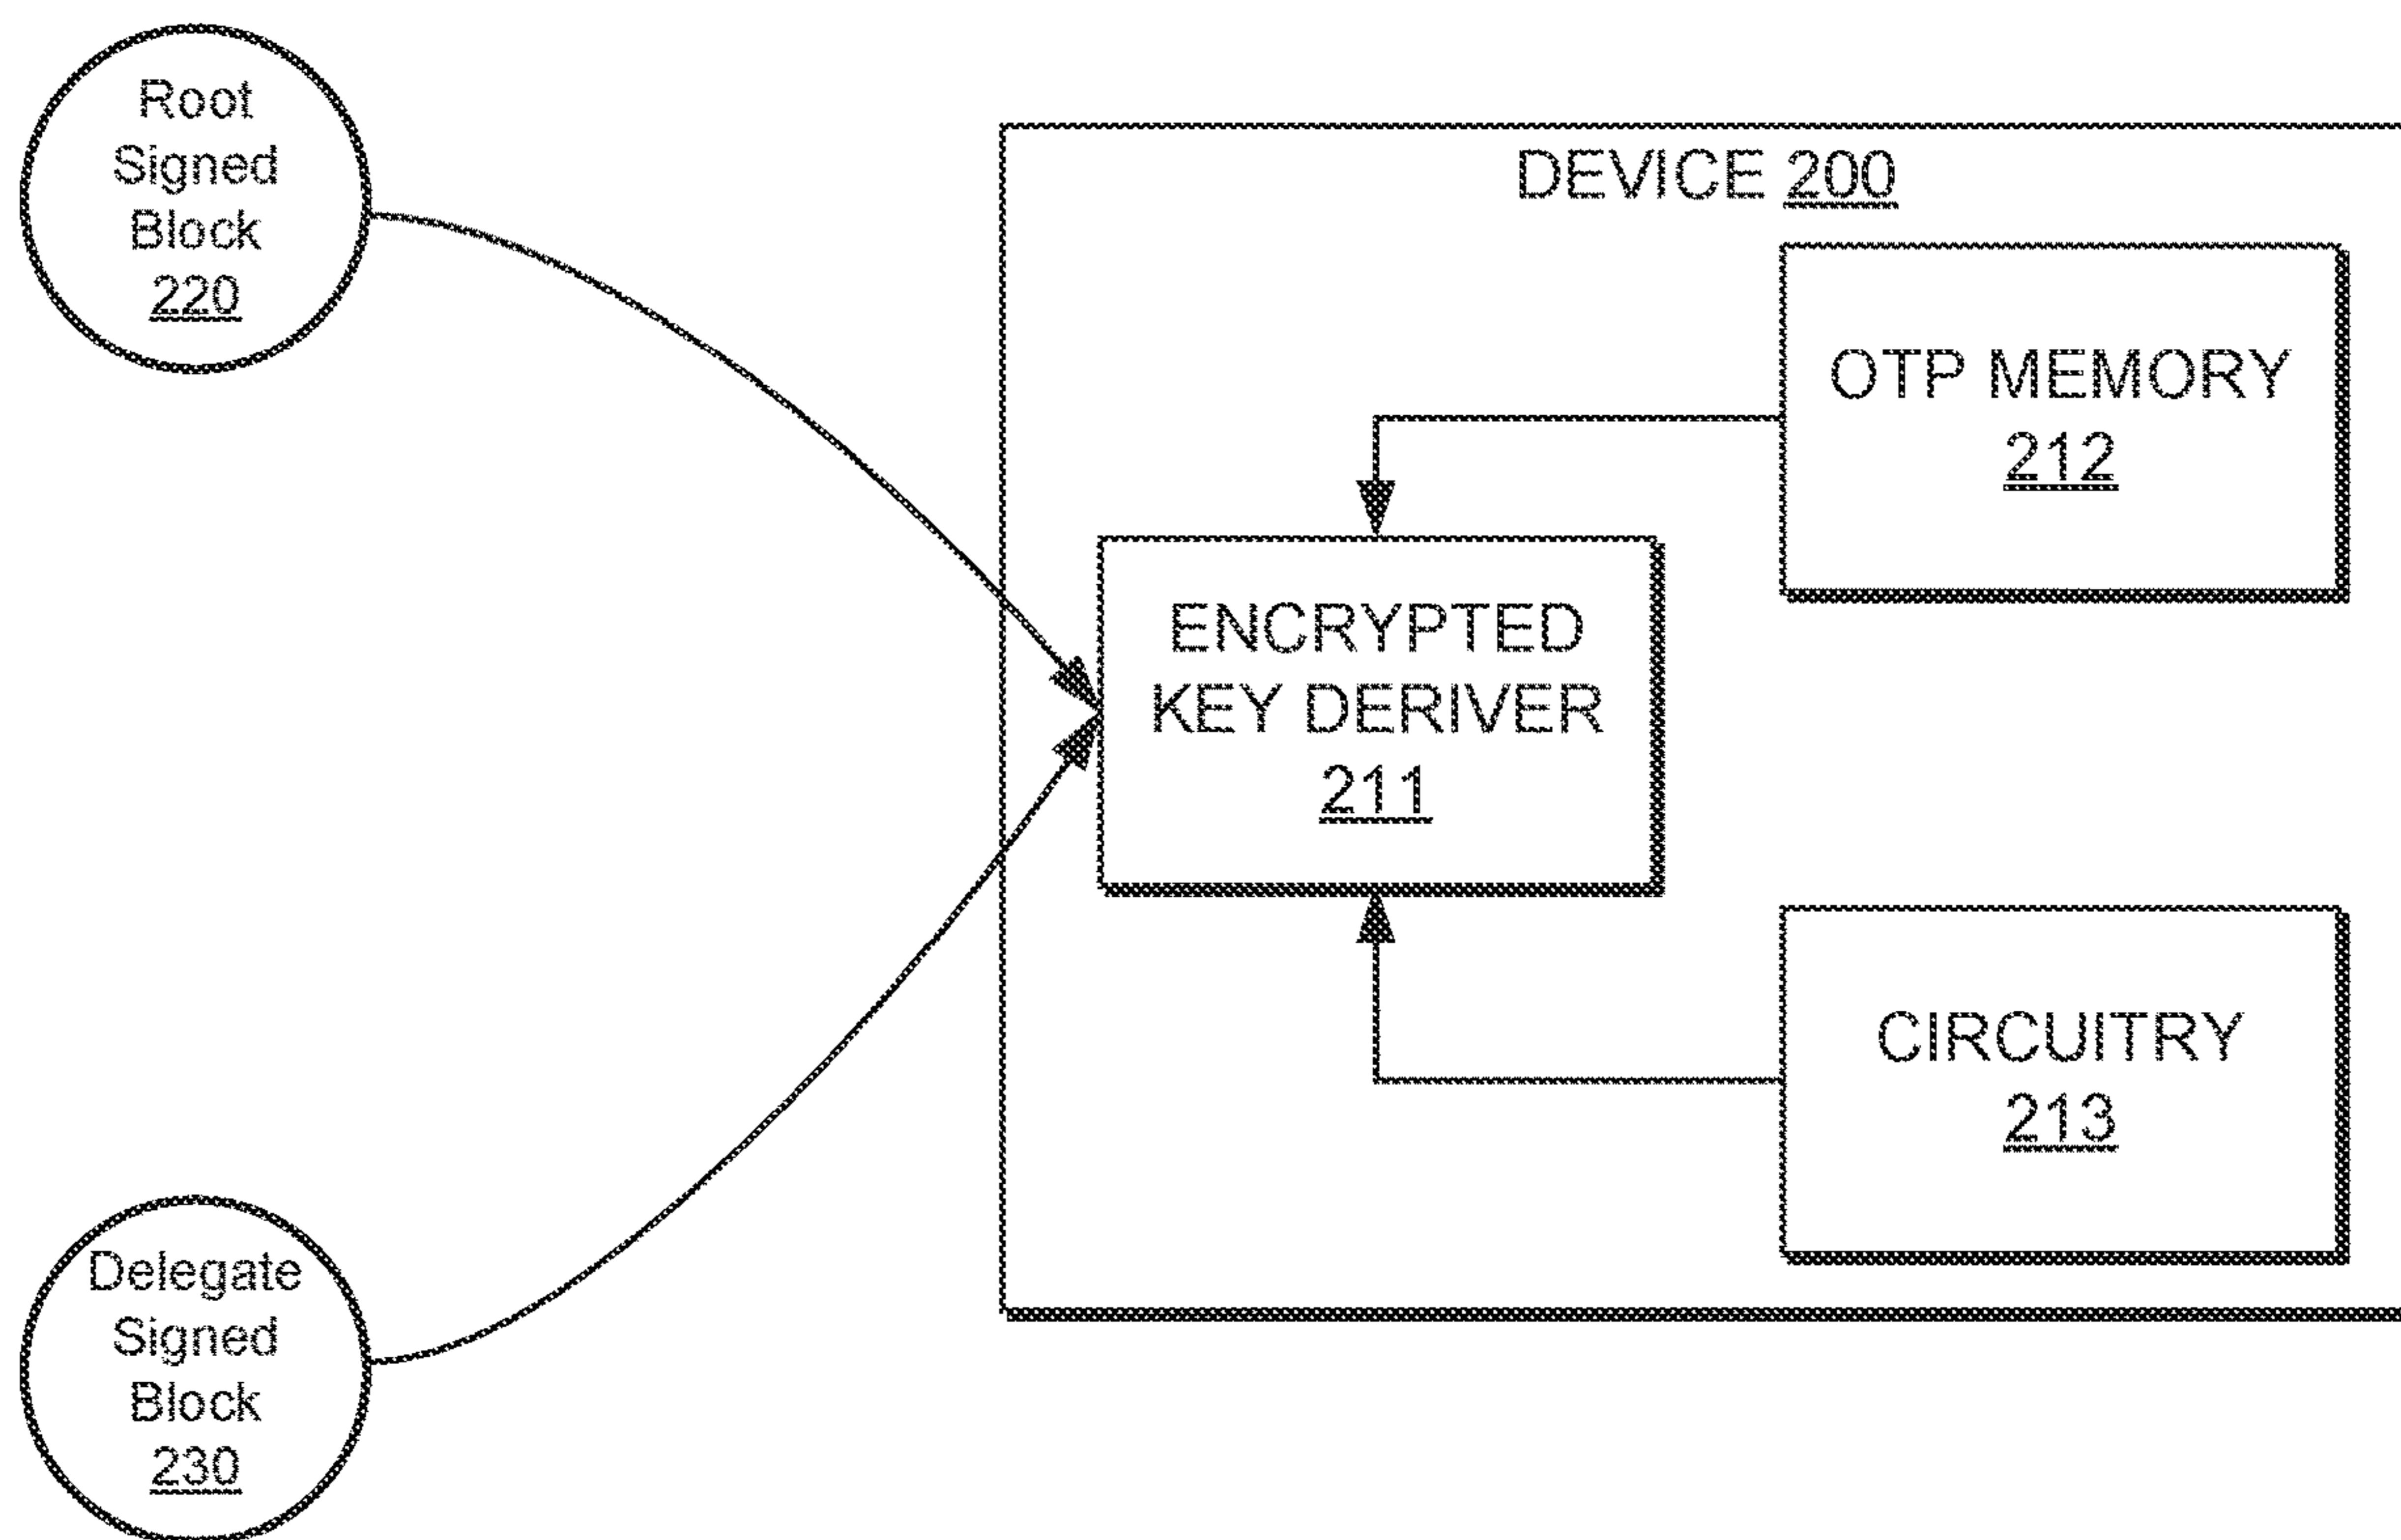 Root
Signed
Block
220
DEVICE 200
OTP MEMORY
212
ENCRYPTED
KEY DERIVER
211
CIRCUITRY
213
Delegate
Signed
Block
230